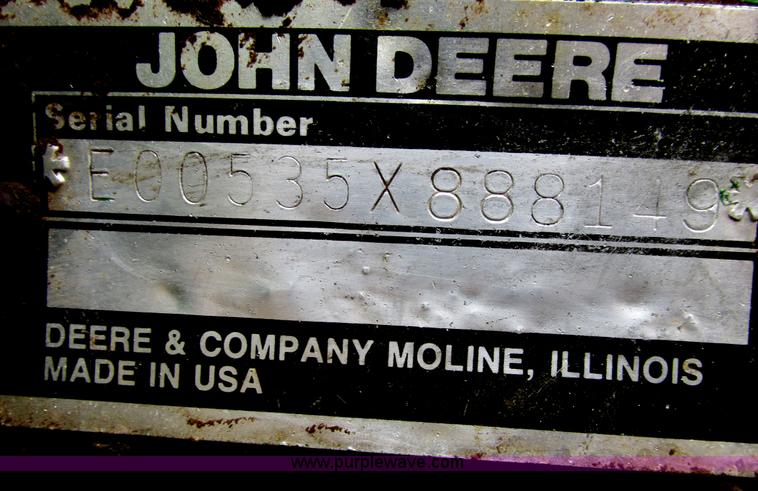 JOHN DEERE
Serial Number
*E00535X888149*
DEERE & COMPANY MOLINE, ILLINOIS
MADE IN USA
www.purplewave.com